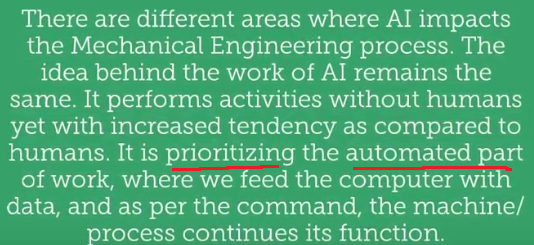 There are different areas where AI impacts
the Mechanical Engineering process. The
idea behind the work of AI remains the
same. It performs activities without humans
yet with increased tendency as compared to
humans. It is prioritizing the automated part
of work, where we feed the computer with
data, and as per the command, the machine/
process continues its function.